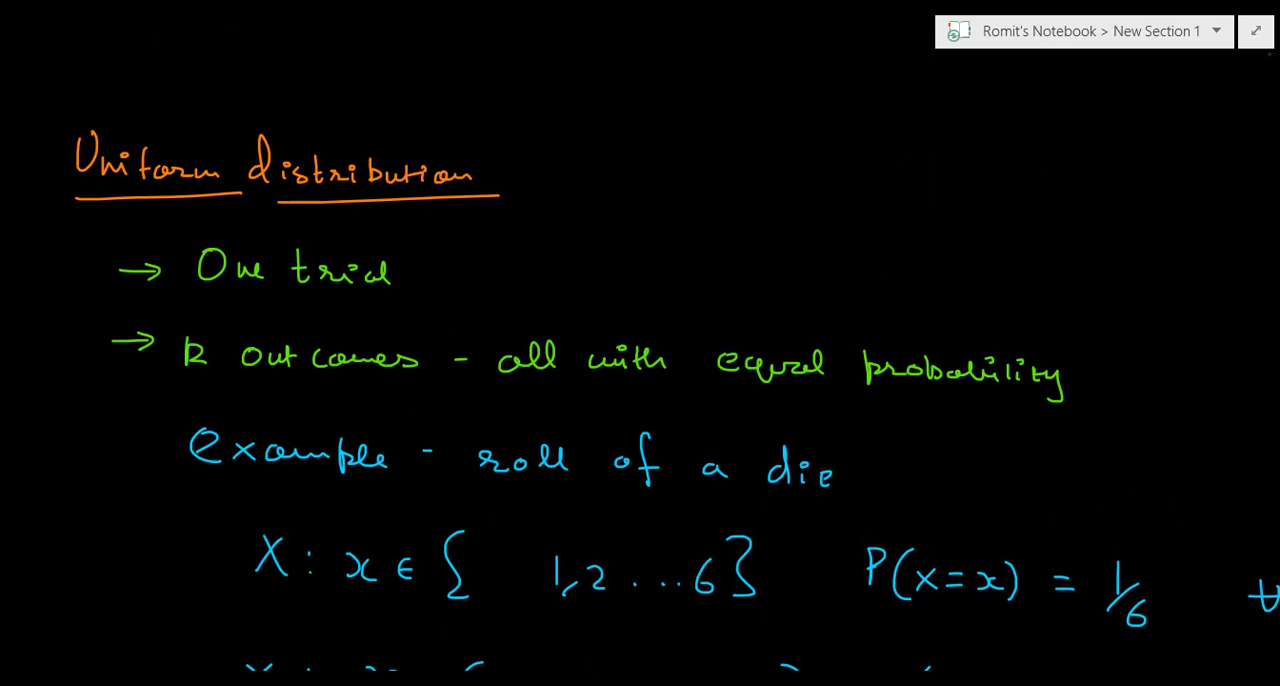 Romit's Notebook > New Section 1
Uniform distribution
→ One trial
→ k outcomes - all with equal probability
example - roll of a die
X : x ∈ { 1, 2 ... 6 } P(X = x) = 1/6 ∀